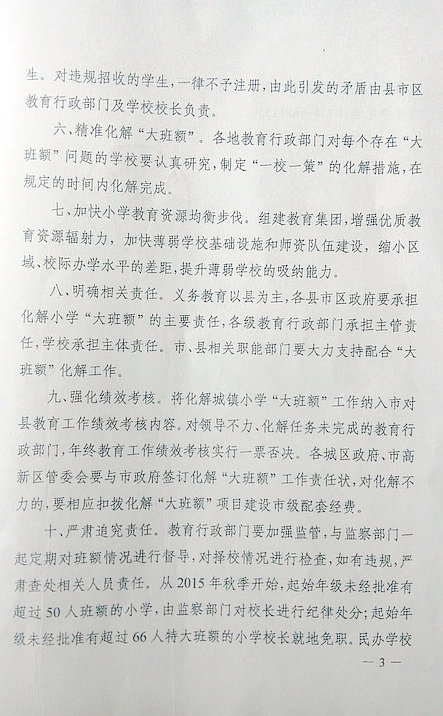 生。对违规招收的学生,一律不予注册,由此引发的矛盾由县市区
教育行政部门及学校校长负责。
六、精准化解“大班额”。各地教育行政部门对每个存在“大
班额”问题的学校要认真研究,制定“一校一策”的化解措施,在
规定的时间内化解完成。
七、加快小学教育资源均衡步伐。组建教育集团,增强优质教
育资源辐射力,加快薄弱学校基础设施和师资队伍建设,缩小区
域、校际办学水平的差距,提升薄弱学校的吸纳能力。
八、明确相关责任。义务教育以县为主,各县市区政府要承担
化解小学“大班额”的主要责任,各级教育行政部门承担主管责
任,学校承担主体责任。市、县相关职能部门要大力支持配合“大
班额”化解工作。
九、强化绩效考核。将化解城镇小学“大班额”工作纳入市对
县教育工作绩效考核内容。对领导不力、化解任务未完成的教育行
政部门,年终教育工作绩效考核实行一票否决。各城区政府、市高
新区管委会要与市政府签订化解“大班额”工作责任状,对化解不
力的,要相应扣拨化解“大班额”项目建设市级配套经费。
十、严肃追究责任。教育行政部门要加强监管,与监察部门一
起定期对班额情况进行督导,对择校情况进行检查,如有违规,严
肃查处相关人员责任。从2015年秋季开始,起始年级未经批准有
超过50人班额的小学,由监察部门对校长进行纪律处分;起始年
级未经批准有超过66人特大班额的小学校长就地免职。民办学校
— 3 —